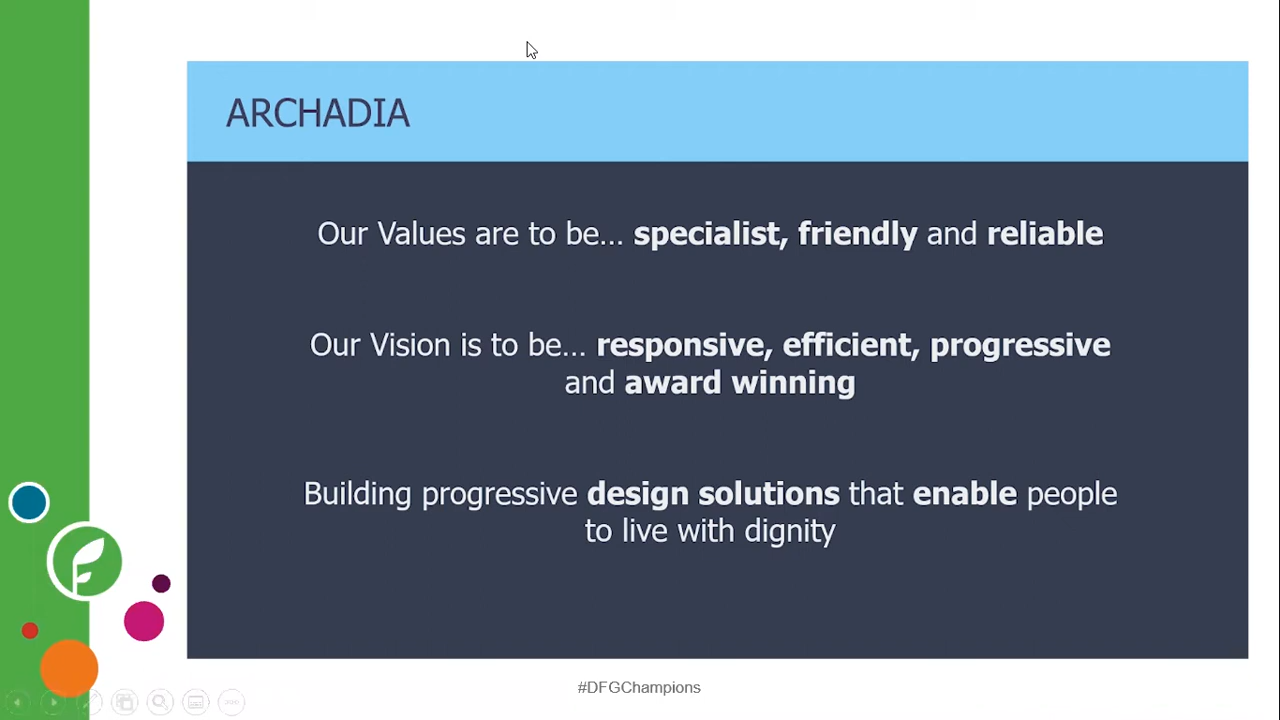 ARCHADIA
Our Values are to be... specialist, friendly and reliable
Our Vision is to be... responsive, efficient, progressive
and award winning
Building progressive design solutions that enable people
to live with dignity
#DFGChampions